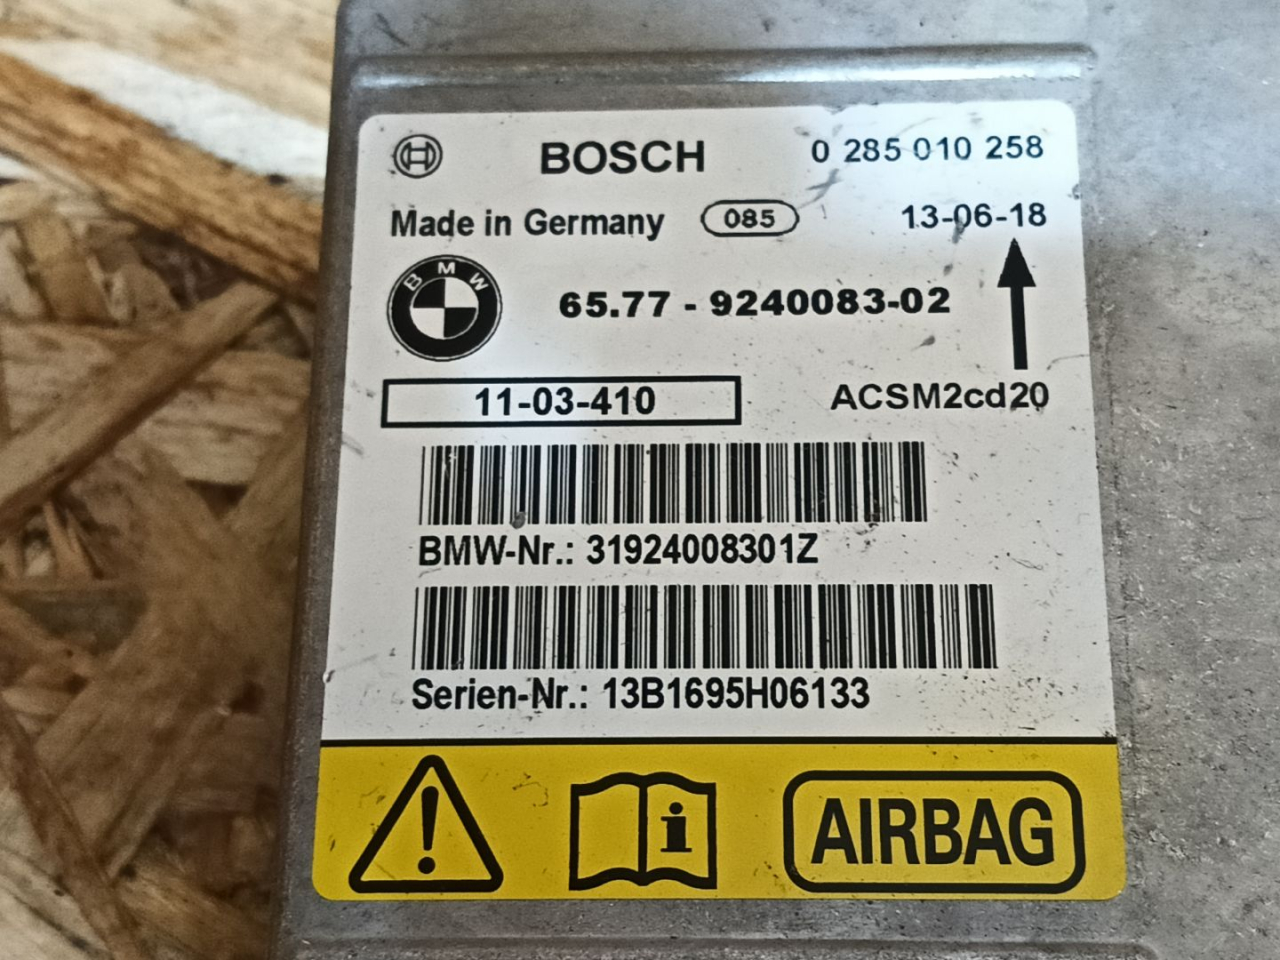 BOSCH 0 285 010 258
Made in Germany 085 13-06-18
BMW
65.77 - 9240083-02
11-03-410 ACSM2cd20
BMW-Nr.: 31924008301Z
Serien-Nr.: 13B1695H06133
i AIRBAG